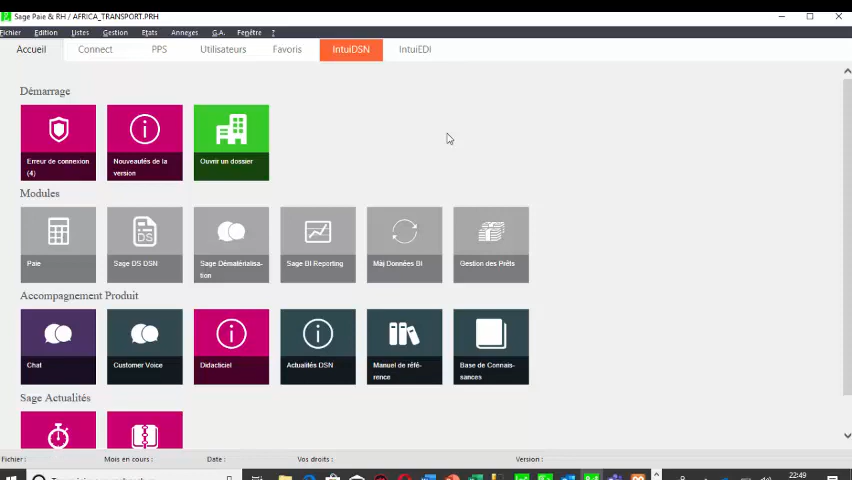 Sage Paie & RH / AFRICA_TRANSPORT.PRH
Fichier Edition Listes Gestion Etats Annexes G.A. Fenêtre ?
Accueil Connect PPS Utilisateurs Favoris IntuiDSN IntuiEDI
Démarrage
Erreur de connexion (4)
Nouveautés de la version
Ouvrir un dossier
Modules
DS
Paie
Sage DS DSN
Sage Dématérialisa-
tion
Sage BI Reporting
Màj Données BI
Gestion des Prêts
Accompagnement Produit
Chat
Customer Voice
Didacticiel
Actualités DSN
Manuel de réfé-
rence
Base de Connais-
sances
Sage Actualités
Fichier : Mois en cours : Date : Vos droits : Version :
22:49